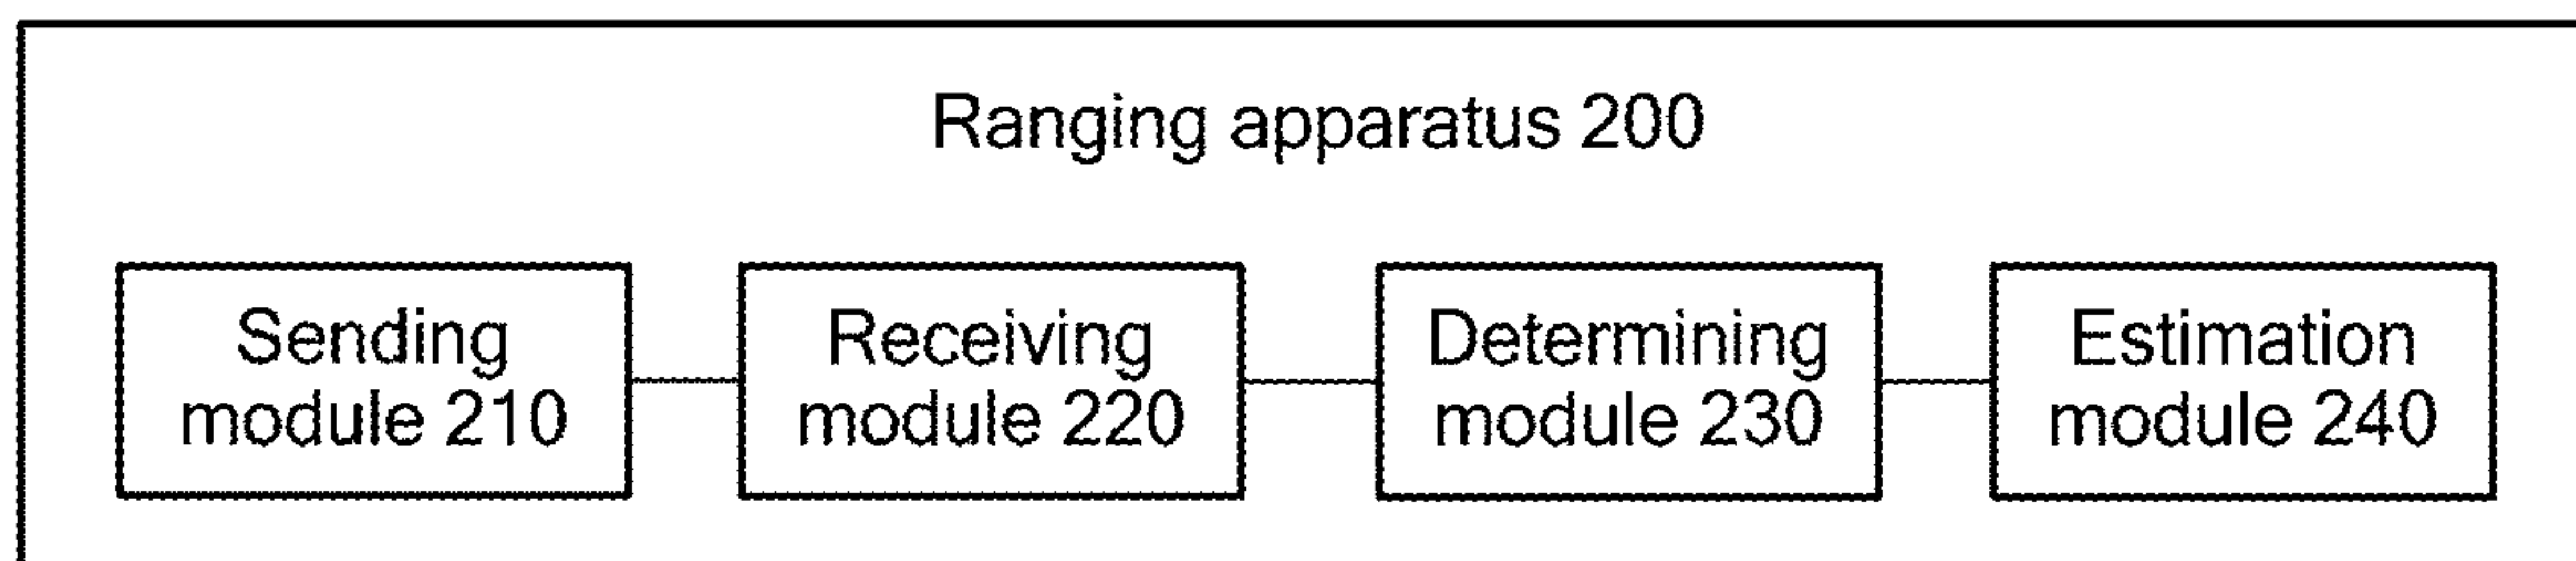 Ranging apparatus 200
Sending
module 210
Receiving
module 220
Determining
module 230
Estimation
module 240